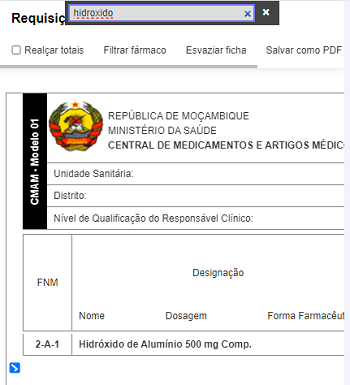 Requisiç
hidroxido
Realçar totais Filtrar fármaco Esvaziar ficha Salvar como PDF
CMAM - Modelo 01
REPÚBLICA DE MOÇAMBIQUE
MINISTÉRIO DA SAÚDE
CENTRAL DE MEDICAMENTOS E ARTIGOS MÉDIC
Unidade Sanitária:
Distrito:
Nível de Qualificação do Responsável Clínico:
FNM
Designação
Nome Dosagem Forma Farmacêut
2-A-1 Hidróxido de Alumínio 500 mg Comp.